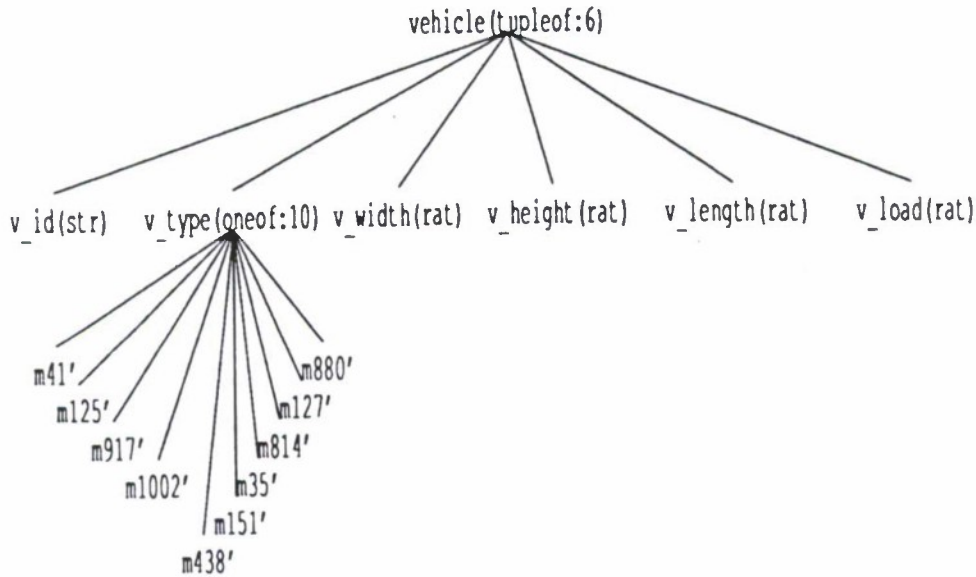 vehicle(tupleof:6)
v_id(str) v_type(oneof:10) v_width(rat) v_height(rat) v_length(rat) v_load(rat)
m41'
m125'
m917'
m1002'
m438'
m151'
m35'
m814'
m127'
m880'